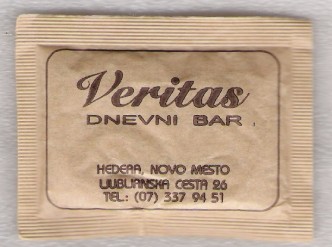 Veritas
DNEVNI BAR
HEDERA, NOVO MESTO
LJUBLJANSKA CESTA 26
TEL.: (07) 337 94 51